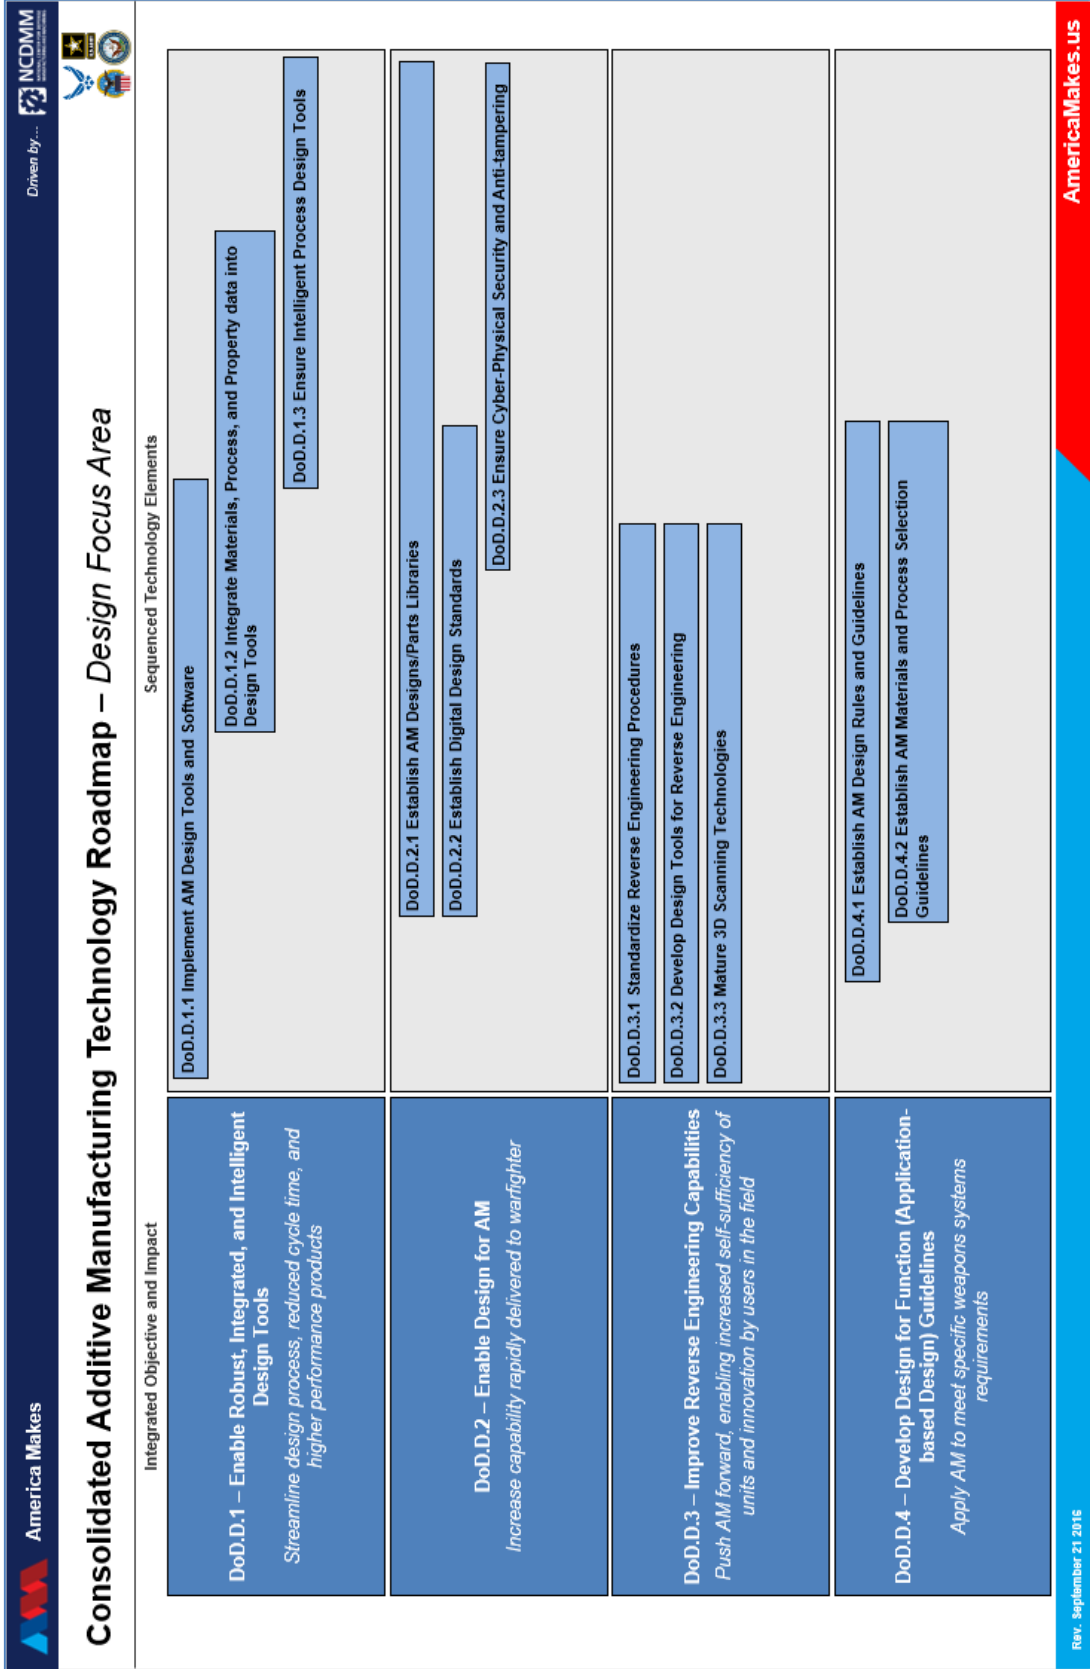 America Makes
Driven by...
NCDMM
NATIONAL CENTER FOR DEFENSE
MANUFACTURING AND MACHINING
Consolidated Additive Manufacturing Technology Roadmap – Design Focus Area
Integrated Objective and Impact
Sequenced Technology Elements
DoD.D.1 – Enable Robust, Integrated, and Intelligent
Design Tools
Streamline design process, reduced cycle time, and
higher performance products
DoD.D.1.1 Implement AM Design Tools and Software
DoD.D.1.2 Integrate Materials, Process, and Property data into
Design Tools
DoD.D.1.3 Ensure Intelligent Process Design Tools
DoD.D.2 – Enable Design for AM
Increase capability rapidly delivered to warfighter
DoD.D.2.1 Establish AM Designs/Parts Libraries
DoD.D.2.2 Establish Digital Design Standards
DoD.D.2.3 Ensure Cyber-Physical Security and Anti-tampering
DoD.D.3 – Improve Reverse Engineering Capabilities
Push AM forward, enabling increased self-sufficiency of
units and innovation by users in the field
DoD.D.3.1 Standardize Reverse Engineering Procedures
DoD.D.3.2 Develop Design Tools for Reverse Engineering
DoD.D.3.3 Mature 3D Scanning Technologies
DoD.D.4 – Develop Design for Function (Application-
based Design) Guidelines
Apply AM to meet specific weapons systems
requirements
DoD.D.4.1 Establish AM Design Rules and Guidelines
DoD.D.4.2 Establish AM Materials and Process Selection
Guidelines
Rev. September 21 2016
AmericaMakes.us